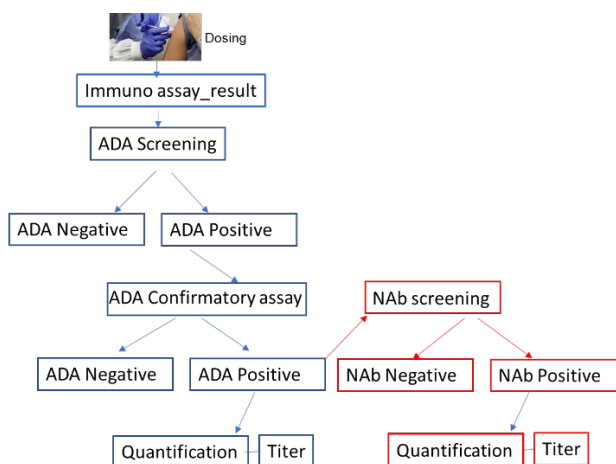 Dosing
Immuno assay_result
ADA Screening
ADA Negative
ADA Positive
ADA Confirmatory assay
NAb screening
ADA Negative
ADA Positive
NAb Negative
NAb Positive
Quantification
Titer
Quantification
Titer